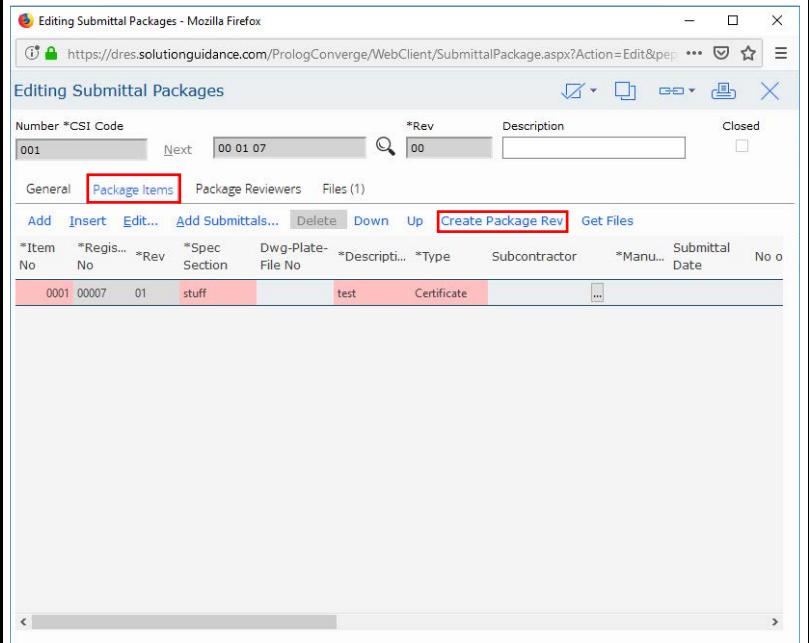 Editing Submittal Packages - Mozilla Firefox
https://dres.solutionguidance.com/PrologConverge/WebClient/SubmittalPackage.aspx?Action=Edit&pep
Editing Submittal Packages
Number *CSI Code *Rev Description Closed
001 Next 00 01 07 00
General Package Items Package Reviewers Files (1)
Add Insert Edit... Add Submittals... Delete Down Up Create Package Rev Get Files
*Item No *Regis... No *Rev *Spec Section Dwg-Plate-File No *Descripti... *Type Subcontractor *Manu... Submittal Date No o
0001 00007 01 stuff test Certificate ...